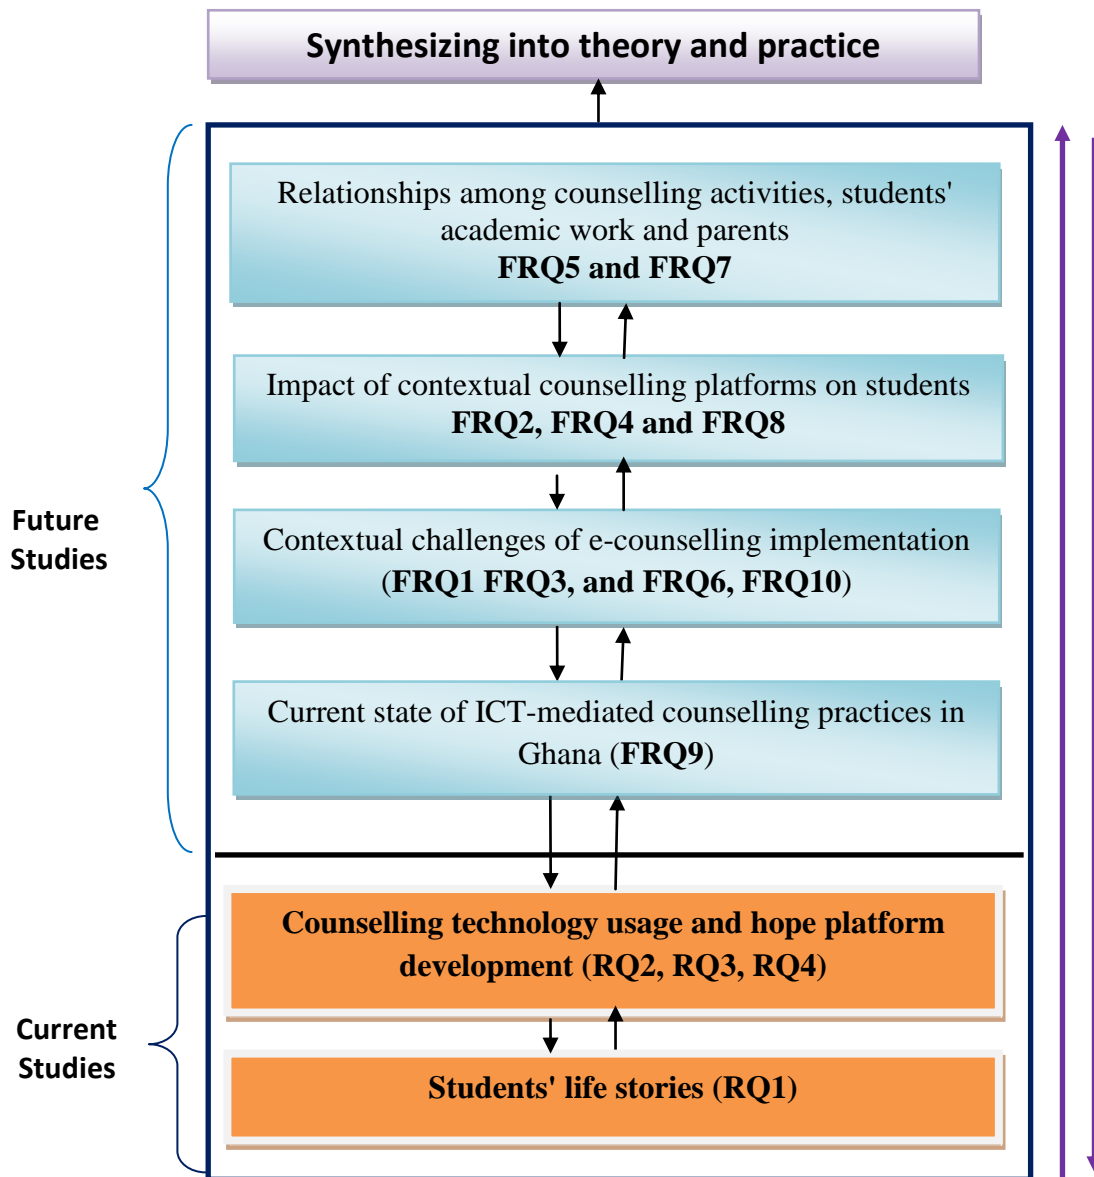 Synthesizing into theory and practice
Relationships among counselling activities, students'
academic work and parents
FRQ5 and FRQ7
Impact of contextual counselling platforms on students
FRQ2, FRQ4 and FRQ8
Future
Studies
Contextual challenges of e-counselling implementation
(FRQ1 FRQ3, and FRQ6, FRQ10)
Current state of ICT-mediated counselling practices in
Ghana (FRQ9)
Counselling technology usage and hope platform
development (RQ2, RQ3, RQ4)
Current
Studies
Students' life stories (RQ1)